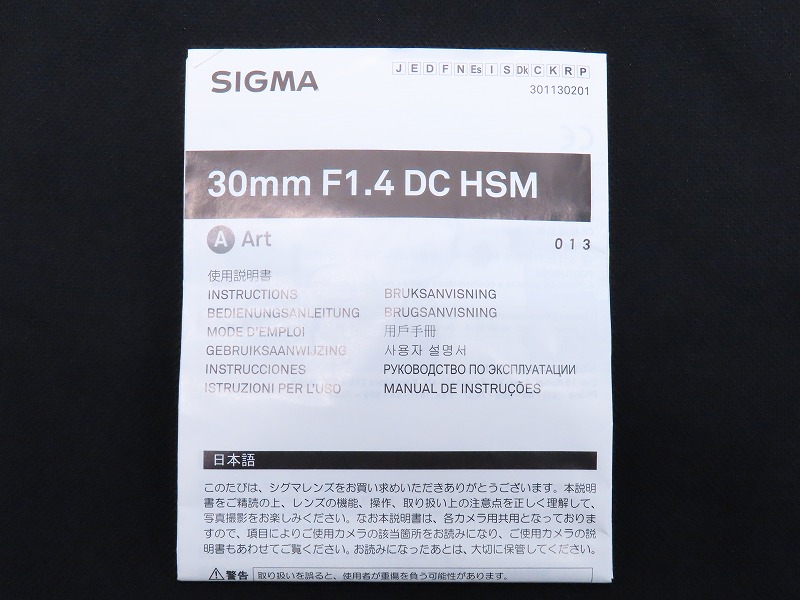 SIGMA
J E D F N Es I S Dk C K R P
301130201
30mm F1.4 DC HSM
A Art
013
使用説明書
INSTRUCTIONS
BEDIENUNGSANLEITUNG
MODE D'EMPLOI
GEBRUIKSAANWIJZING
INSTRUCCIONES
ISTRUZIONI PER L'USO
BRUKSANVISNING
BRUGSANVISNING
用戶手冊
사용자 설명서
РУКОВОДСТВО ПО ЭКСПЛУАТАЦИИ
MANUAL DE INSTRUÇÕES
日本語
このたびは、シグマレンズをお買い求めいただきありがとうございます。本説明
書をご精読の上、レンズの機能、操作、取り扱い上の注意点を正しく理解して、
写真撮影をお楽しみください。なお本説明書は、各カメラ用共用となっておりま
すので、項目によりご使用カメラの該当箇所をお読みになり、ご使用カメラの説
明書もあわせてご覧ください。お読みになったあとは、大切に保管してください。
警告 取り扱いを誤ると、使用者が重傷を負う可能性があります。